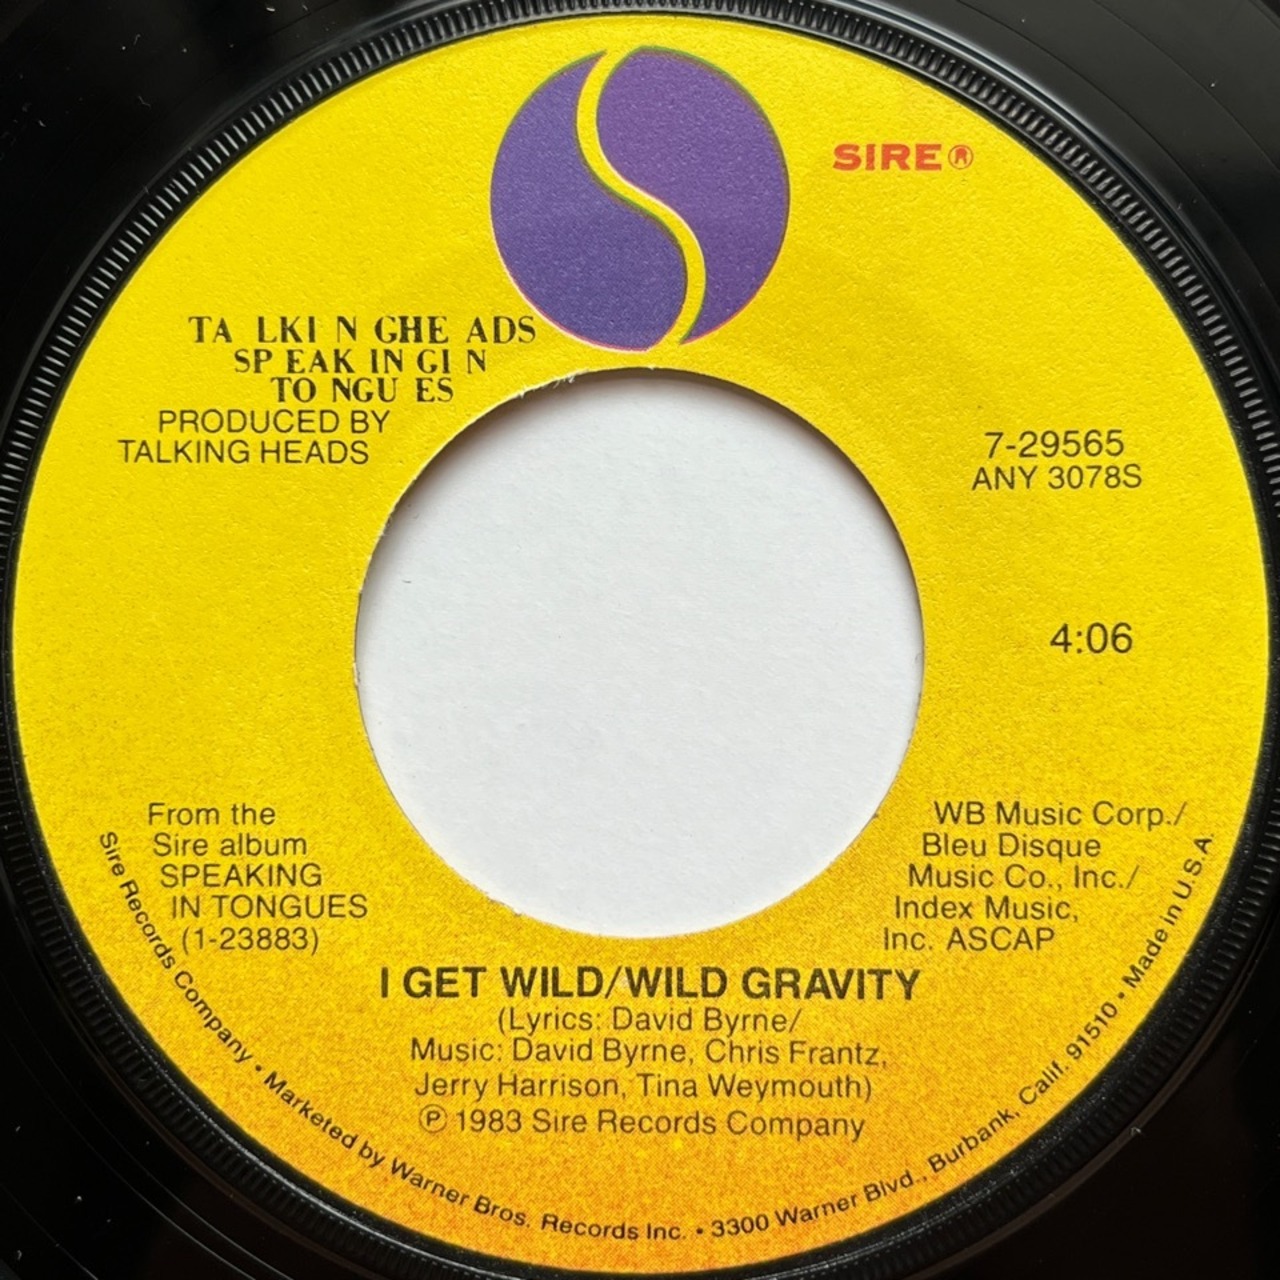 SIRE®
TA LKI N GHE ADS
SP EAK IN GI N
TO NGU ES
PRODUCED BY
TALKING HEADS
7-29565
ANY 3078S
4:06
From the
Sire album
SPEAKING
IN TONGUES
(1-23883)
WB Music Corp./
Bleu Disque
Music Co., Inc./
Index Music,
Inc. ASCAP
I GET WILD/WILD GRAVITY
(Lyrics: David Byrne/
Music: David Byrne, Chris Frantz,
Jerry Harrison, Tina Weymouth)
℗ 1983 Sire Records Company
Sire Records Company • Marketed by Warner Bros. Records Inc. • 3300 Warner Blvd., Burbank, Calif. 91510 • Made in U.S.A.